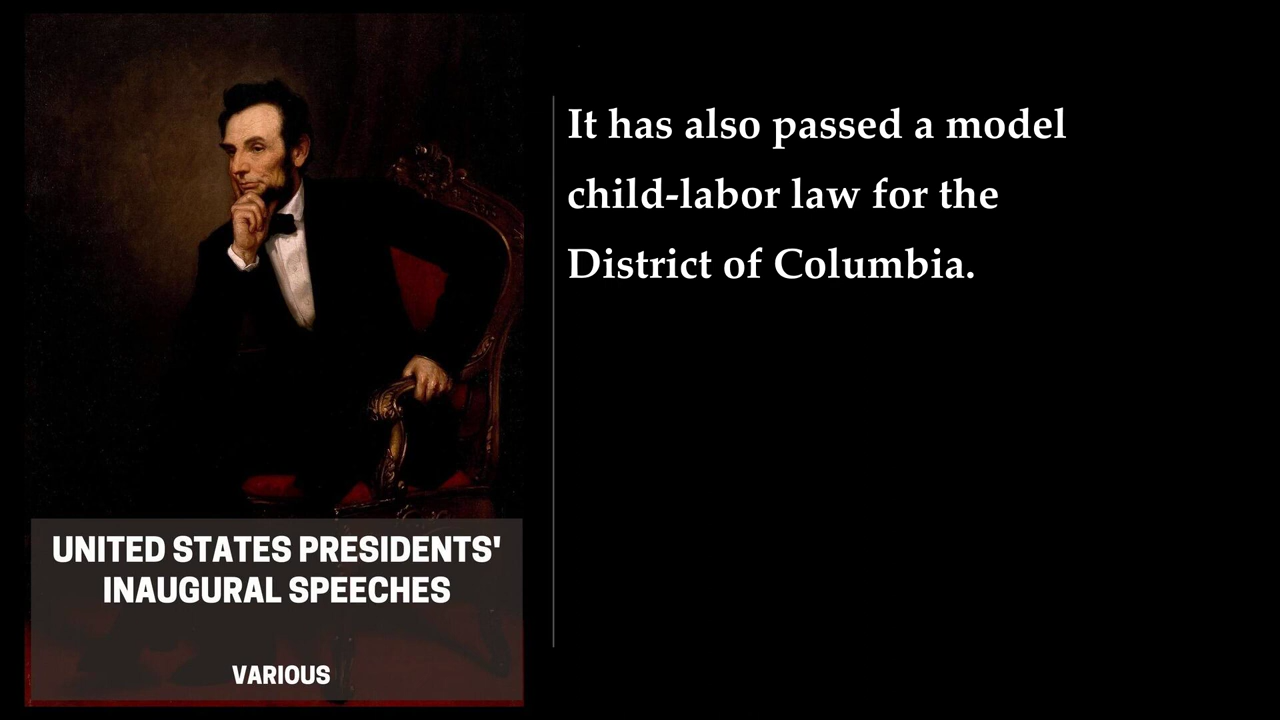 It has also passed a model
child-labor law for the
District of Columbia.
UNITED STATES PRESIDENTS'
INAUGURAL SPEECHES
VARIOUS